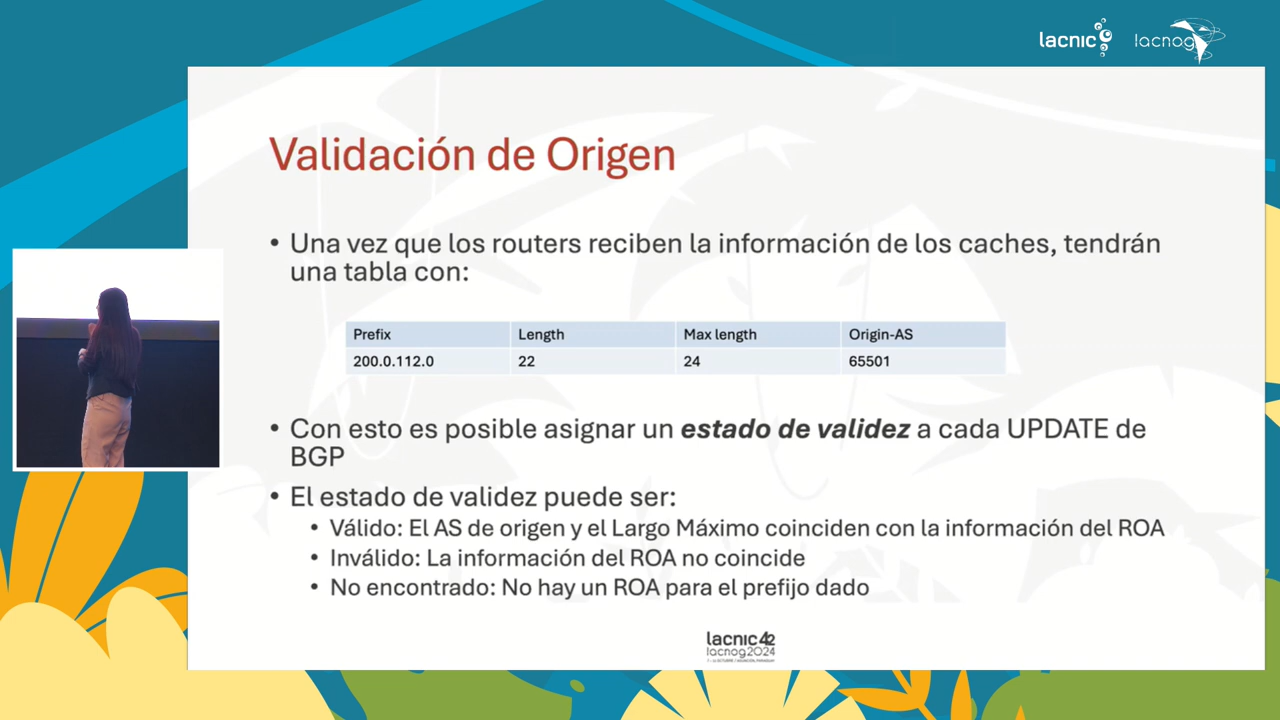 lacnic
lacnog
Validación de Origen
• Una vez que los routers reciben la información de los caches, tendrán
una tabla con:
Prefix Length Max length Origin-AS
200.0.112.0 22 24 65501
• Con esto es posible asignar un estado de validez a cada UPDATE de
BGP
• El estado de validez puede ser:
• Válido: El AS de origen y el Largo Máximo coinciden con la información del ROA
• Inválido: La información del ROA no coincide
• No encontrado: No hay un ROA para el prefijo dado
lacnic42
lacnog2024